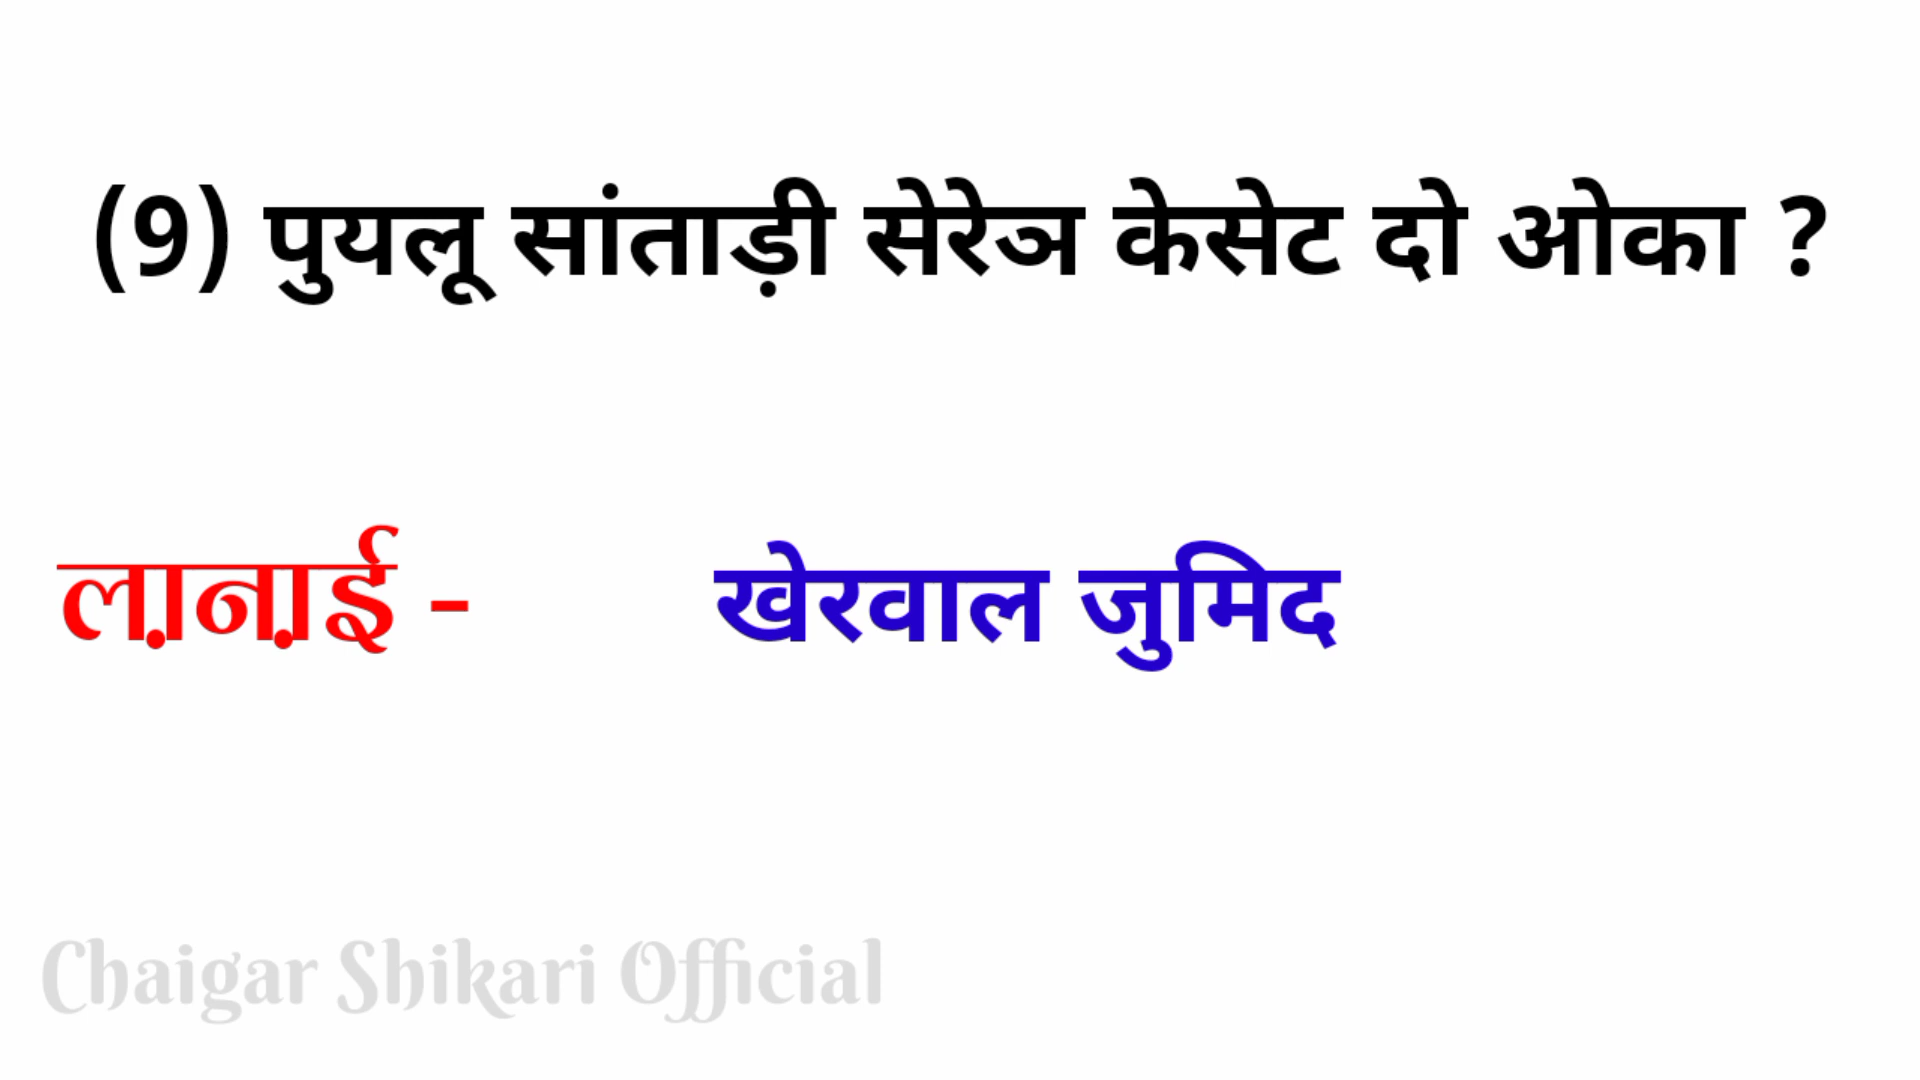 (9) पुयलू सांताड़ी सेरेञ केसेट दो ओका ?
ला़ना़ई - खेरवाल जुमिद
Chaigar Shikari Official